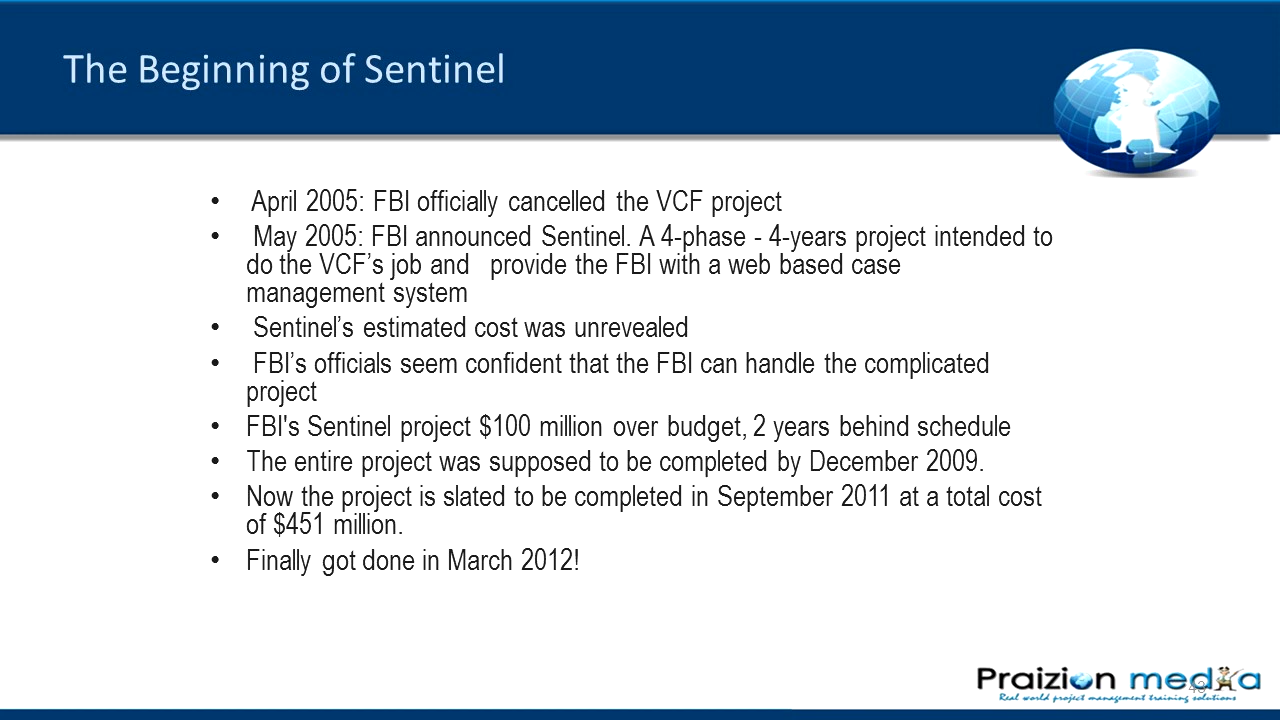 The Beginning of Sentinel
• April 2005: FBI officially cancelled the VCF project
• May 2005: FBI announced Sentinel. A 4-phase - 4-years project intended to
do the VCF’s job and provide the FBI with a web based case
management system
• Sentinel’s estimated cost was unrevealed
• FBI’s officials seem confident that the FBI can handle the complicated
project
• FBI's Sentinel project $100 million over budget, 2 years behind schedule
• The entire project was supposed to be completed by December 2009.
• Now the project is slated to be completed in September 2011 at a total cost
of $451 million.
• Finally got done in March 2012!
Praizion media
Real world project management training solutions